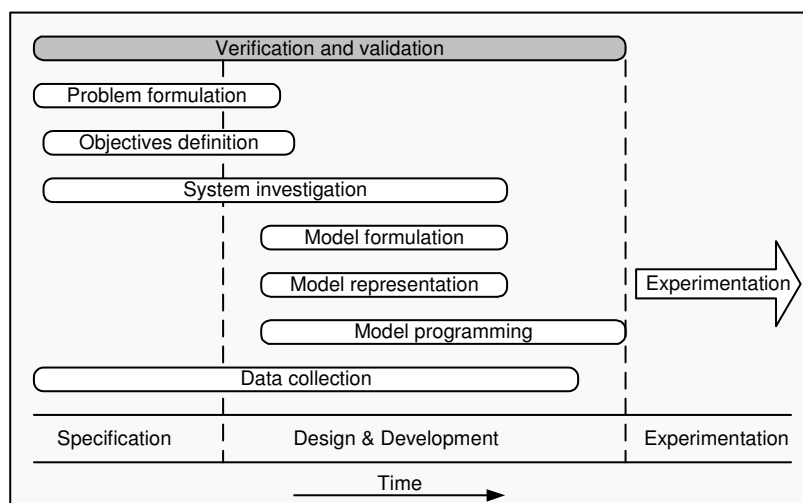 Verification and validation
Problem formulation
Objectives definition
System investigation
Model formulation
Model representation
Experimentation
Model programming
Data collection
Specification
Design & Development
Experimentation
Time